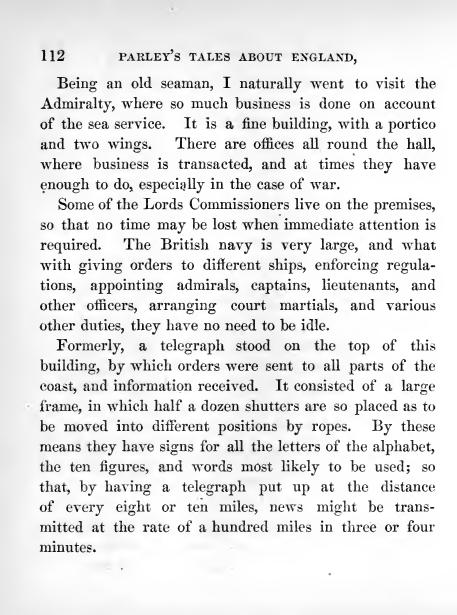 112 PARLEY'S TALES ABOUT ENGLAND,
Being an old seaman, I naturally went to visit the
Admiralty, where so much business is done on account
of the sea service. It is a fine building, with a portico
and two wings. There are offices all round the hall,
where business is transacted, and at times they have
enough to do, especially in the case of war.
Some of the Lords Commissioners live on the premises,
so that no time may be lost when immediate attention is
required. The British navy is very large, and what
with giving orders to different ships, enforcing regula-
tions, appointing admirals, captains, lieutenants, and
other officers, arranging court martials, and various
other duties, they have no need to be idle.
Formerly, a telegraph stood on the top of this
building, by which orders were sent to all parts of the
coast, and information received. It consisted of a large
frame, in which half a dozen shutters are so placed as to
be moved into different positions by ropes. By these
means they have signs for all the letters of the alphabet,
the ten figures, and words most likely to be used; so
that, by having a telegraph put up at the distance
of every eight or ten miles, news might be trans-
mitted at the rate of a hundred miles in three or four
minutes.